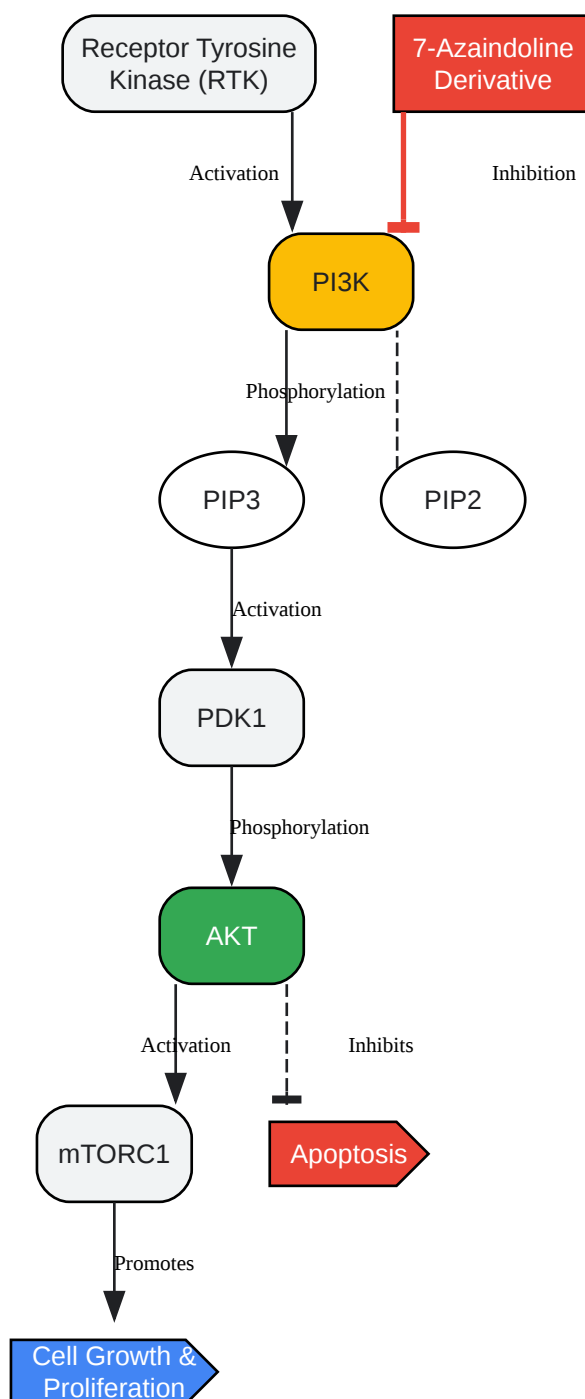 Receptor Tyrosine
Kinase (RTK)
7-Azaindoline
Derivative
Activation
Inhibition
PI3K
Phosphorylation
PIP3
PIP2
Activation
PDK1
Phosphorylation
AKT
Activation
Inhibits
mTORC1
Apoptosis
Promotes
Cell Growth &
Proliferation